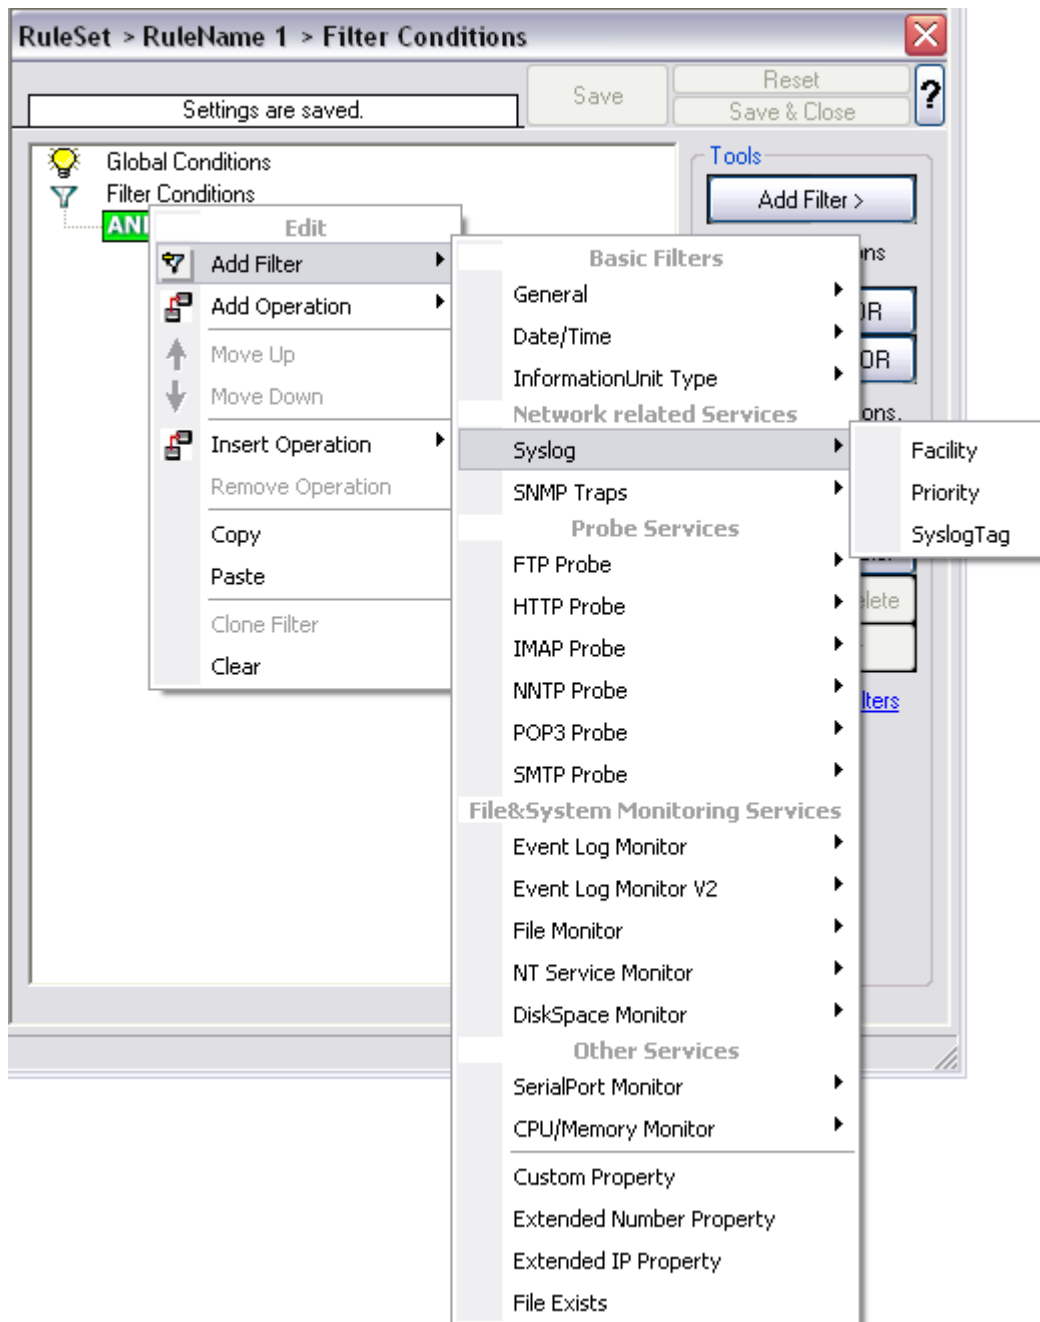 RuleSet > RuleName 1 > Filter Conditions
Settings are saved.
Save
Reset
Save & Close
?
Global Conditions
Filter Conditions
Tools
Add Filter >
Edit
Add Filter
Add Operation
Move Up
Move Down
Insert Operation
Remove Operation
Copy
Paste
Clone Filter
Clear
Basic Filters
General
Date/Time
InformationUnit Type
Network related Services
Syslog
SNMP Traps
Probe Services
FTP Probe
HTTP Probe
IMAP Probe
NNTP Probe
POP3 Probe
SMTP Probe
File&System Monitoring Services
Event Log Monitor
Event Log Monitor V2
File Monitor
NT Service Monitor
DiskSpace Monitor
Other Services
SerialPort Monitor
CPU/Memory Monitor
Custom Property
Extended Number Property
Extended IP Property
File Exists
Facility
Priority
SyslogTag
OR